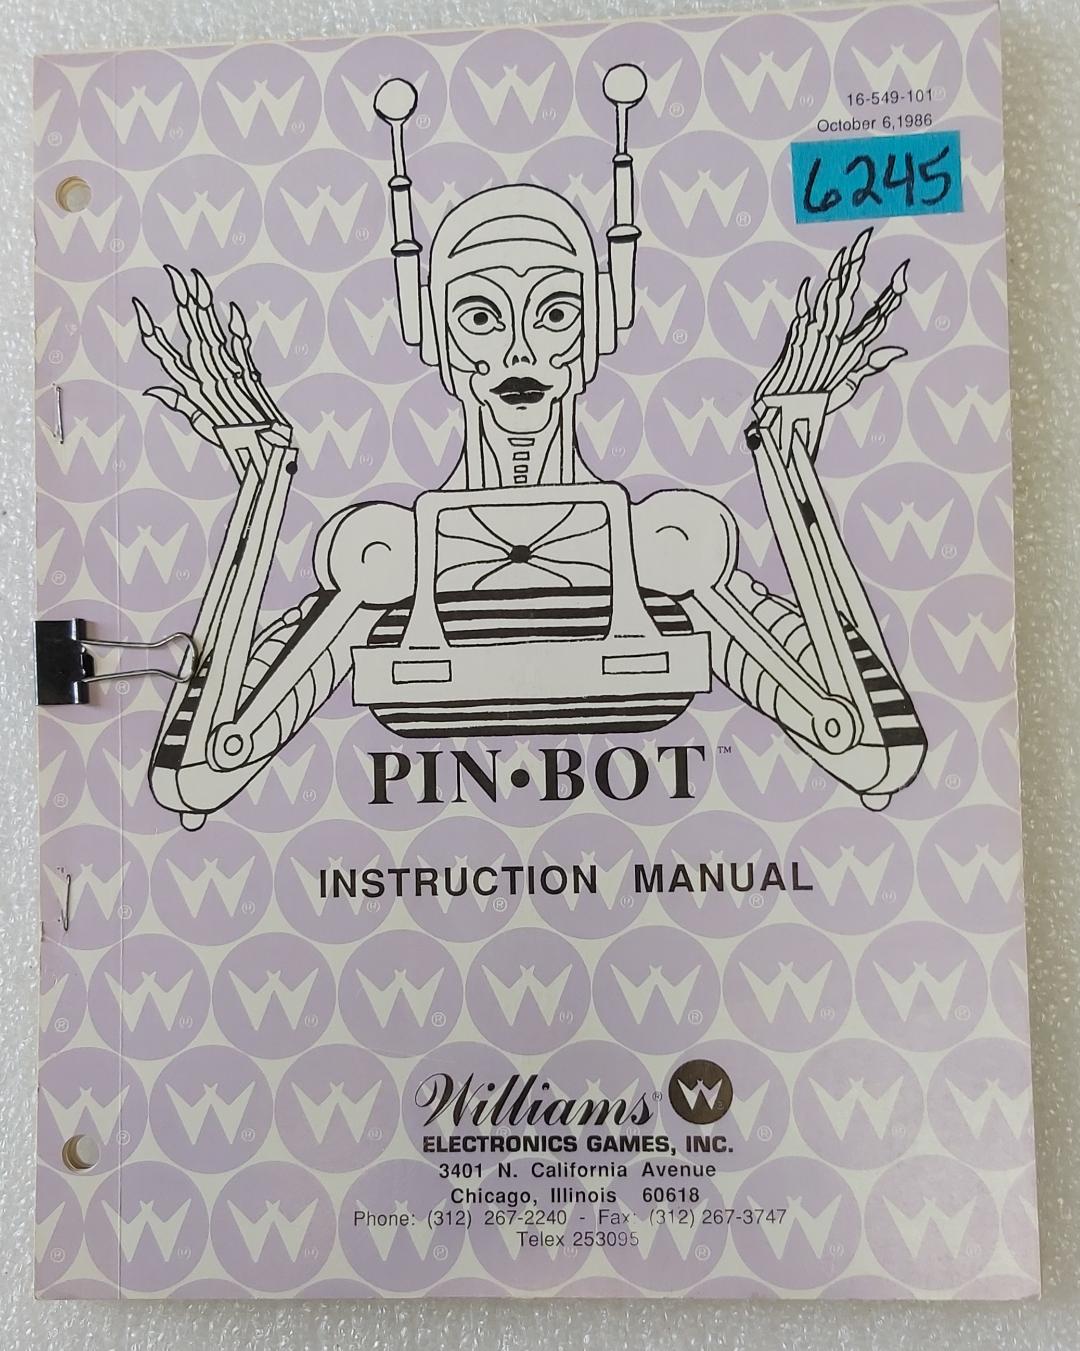 16-549-101
October 6,1986
6245
PIN•BOT™
INSTRUCTION MANUAL
Williams®
ELECTRONICS GAMES, INC.
3401 N. California Avenue
Chicago, Illinois 60618
Phone: (312) 267-2240 - Fax: (312) 267-3747
Telex 253095